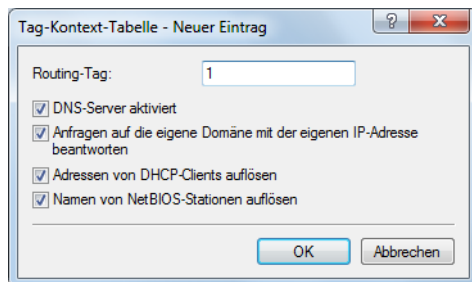 Tag-Kontext-Tabelle - Neuer Eintrag
Routing-Tag: 1
DNS-Server aktiviert
Anfragen auf die eigene Domäne mit der eigenen IP-Adresse
beantworten
Adressen von DHCP-Clients auflösen
Namen von NetBIOS-Stationen auflösen
OK Abbrechen